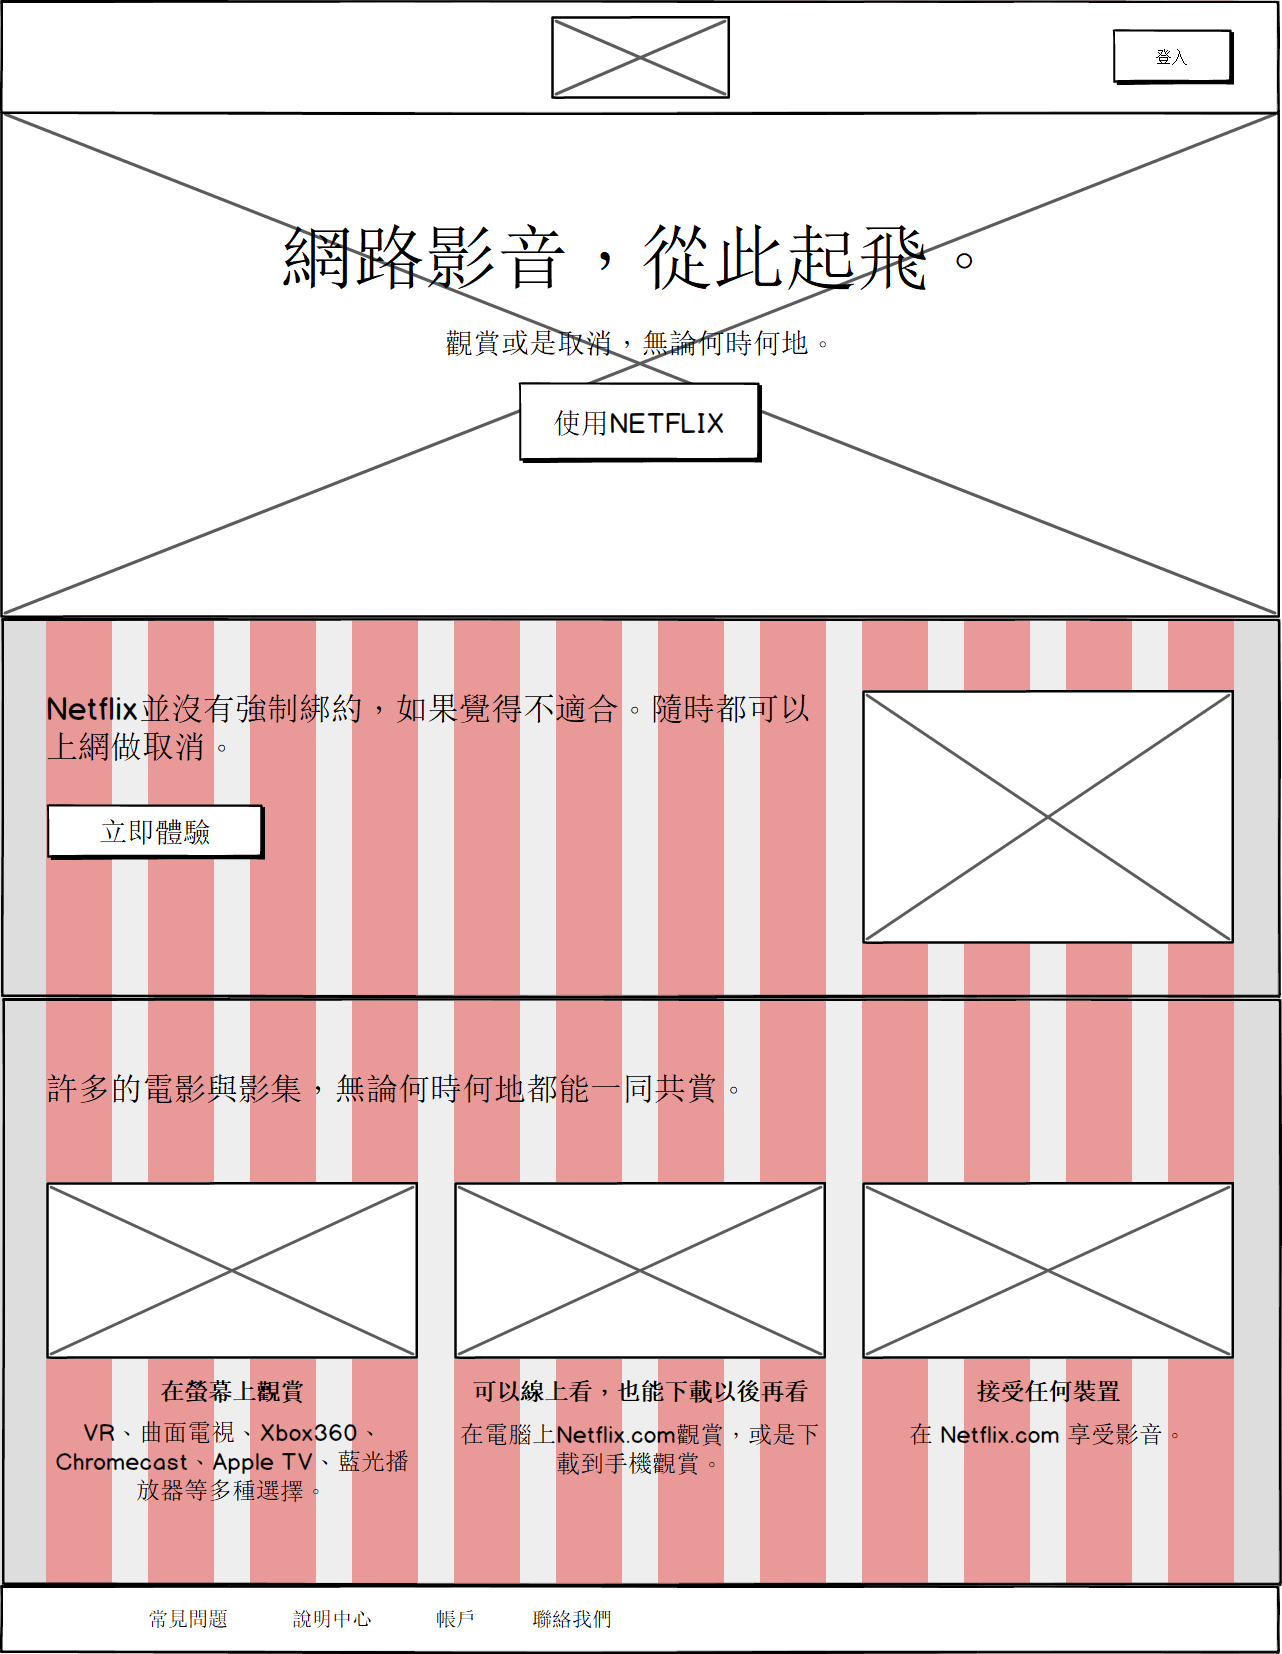 登入
網路影音，從此起飛。
觀賞或是取消，無論何時何地。
使用NETFLIX
Netflix並沒有強制綁約，如果覺得不適合。隨時都可以
上網做取消。
立即體驗
許多的電影與影集，無論何時何地都能一同共賞。
在螢幕上觀賞
VR、曲面電視、Xbox360、
Chromecast、Apple TV、藍光播
放器等多種選擇。
可以線上看，也能下載以後再看
在電腦上Netflix.com觀賞，或是下
載到手機觀賞。
接受任何裝置
在 Netflix.com 享受影音。
常見問題 說明中心 帳戶 聯絡我們